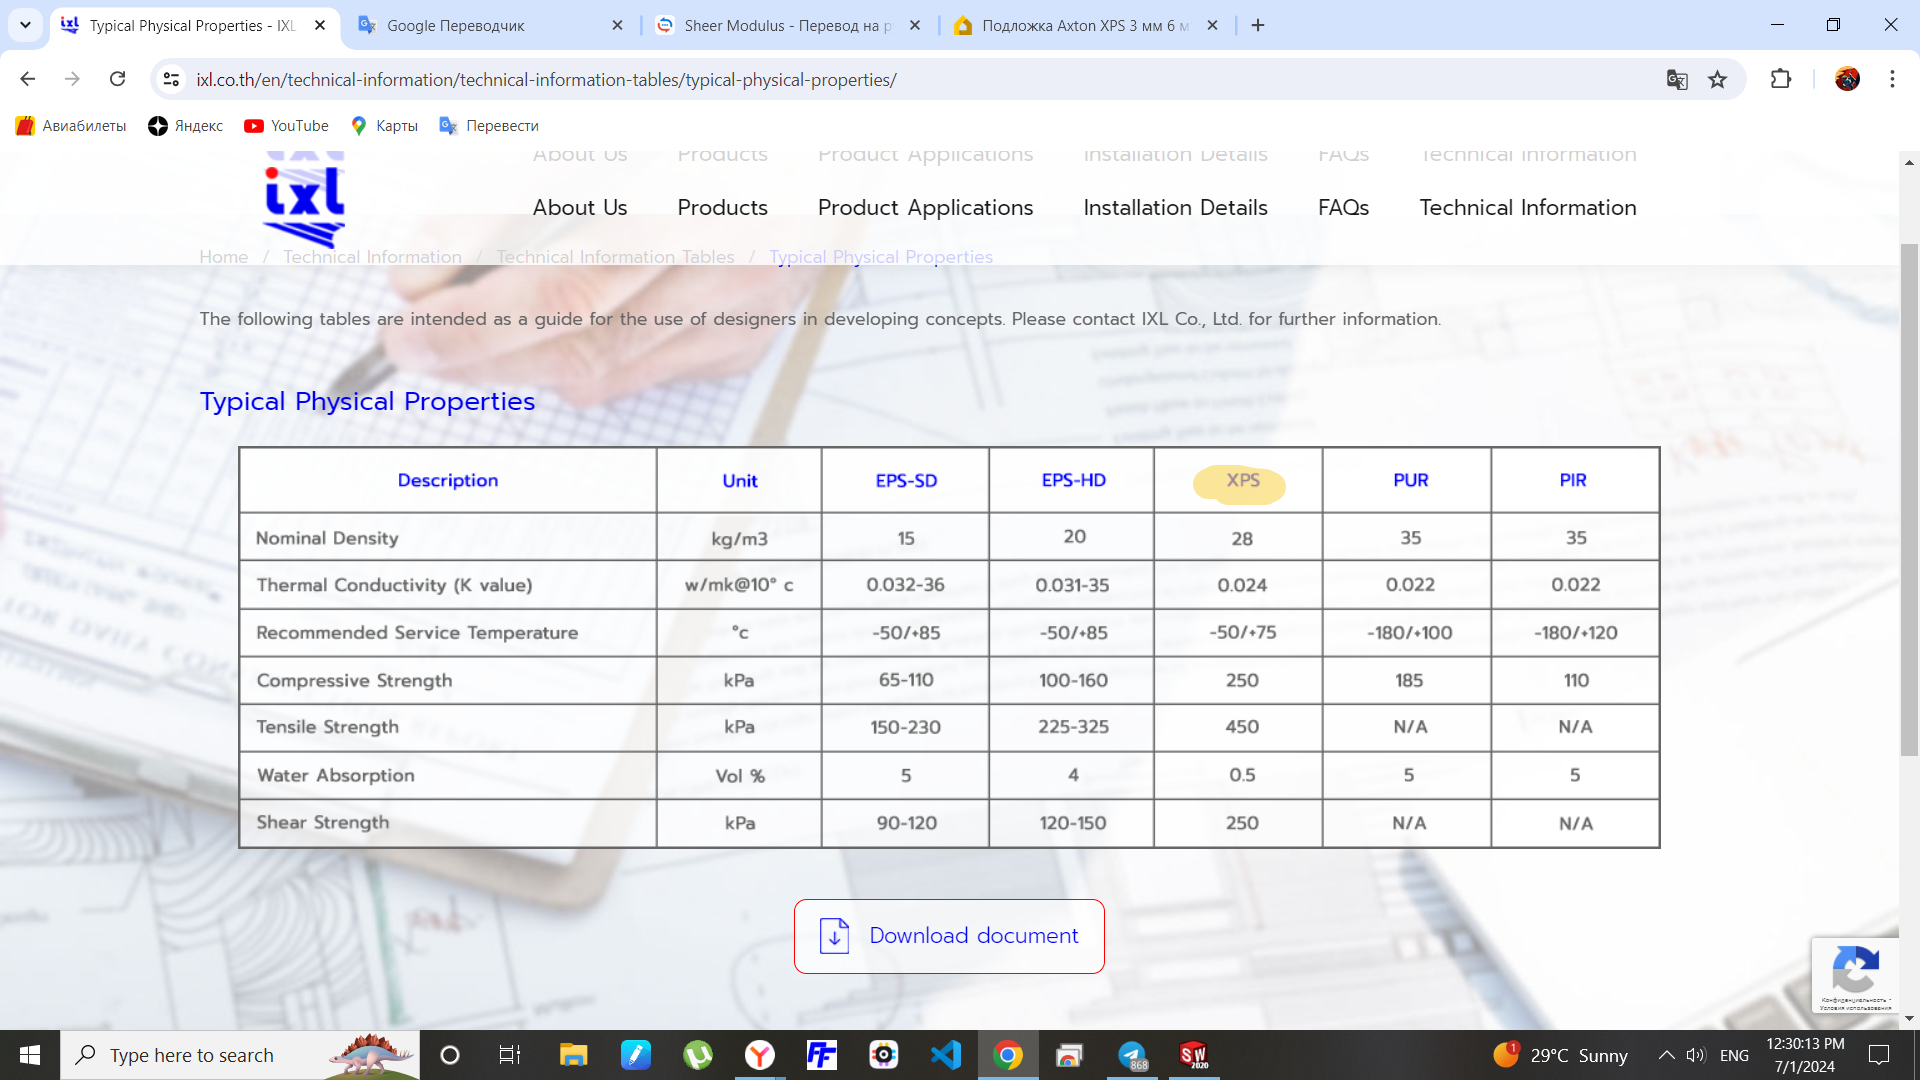 Typical Physical Properties - IXL
Google Переводчик
Sheer Modulus - Перевод на р
Подложка Axton XPS 3 мм 6 м
ixl.co.th/en/technical-information/technical-information-tables/typical-physical-properties/
Авиабилеты Яндекс YouTube Карты Перевести
About Us Products Product Applications Installation Details FAQs Technical Information
ixl
About Us Products Product Applications Installation Details FAQs Technical Information
Home / Technical Information / Technical Information Tables / Typical Physical Properties
The following tables are intended as a guide for the use of designers in developing concepts. Please contact IXL Co., Ltd. for further information.
Typical Physical Properties
Description Unit EPS-SD EPS-HD XPS PUR PIR
Nominal Density kg/m3 15 20 28 35 35
Thermal Conductivity (K value) w/mk@10° c 0.032-36 0.031-35 0.024 0.022 0.022
Recommended Service Temperature °c -50/+85 -50/+85 -50/+75 -180/+100 -180/+120
Compressive Strength kPa 65-110 100-160 250 185 110
Tensile Strength kPa 150-230 225-325 450 N/A N/A
Water Absorption Vol % 5 4 0.5 5 5
Shear Strength kPa 90-120 120-150 250 N/A N/A
Download document
Конфиденциальность -
Условия использования
Type here to search
FF
868
SW
2020
1
29°C Sunny
ENG
12:30:13 PM
7/1/2024